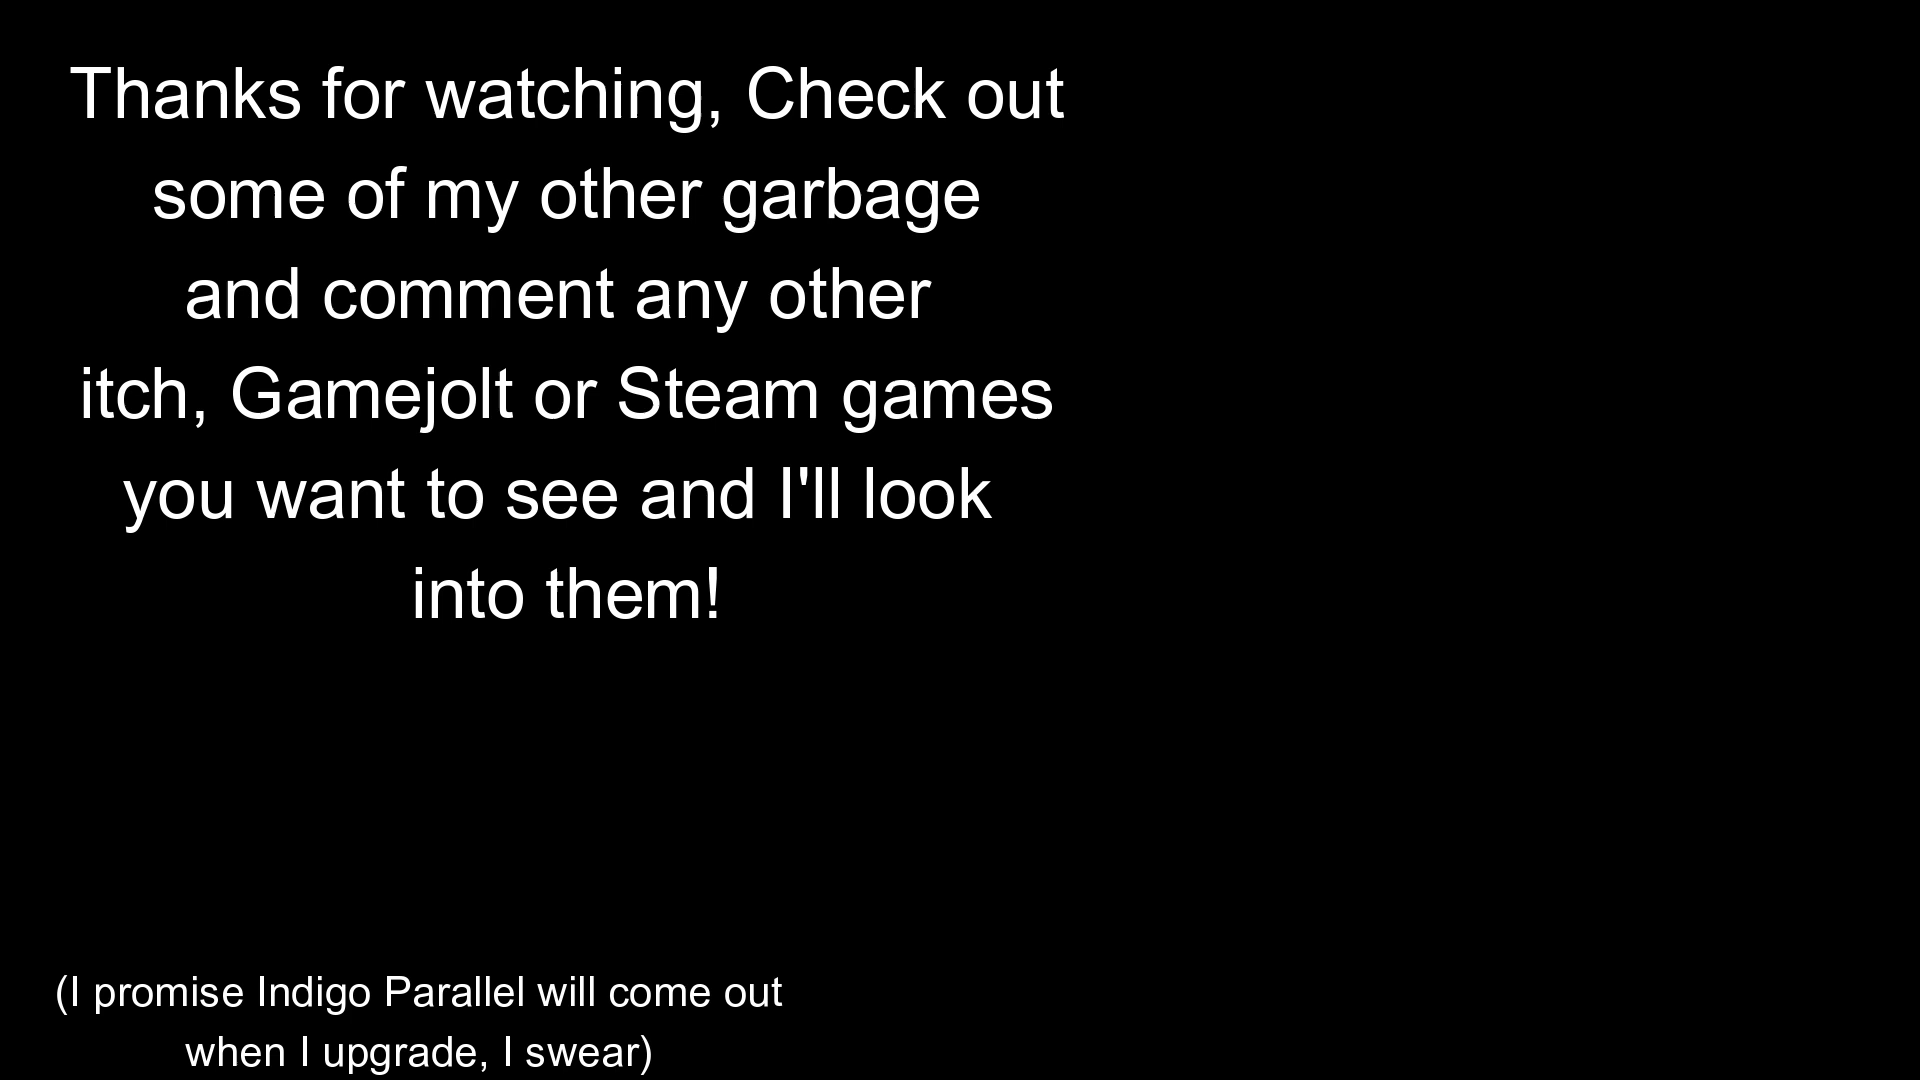 Thanks for watching, Check out
some of my other garbage
and comment any other
itch, Gamejolt or Steam games
you want to see and I'll look
into them!
(I promise Indigo Parallel will come out
when I upgrade, I swear)